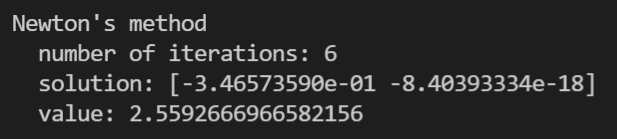 Newton's method
number of iterations: 6
solution: [-3.46573590e-01 -8.40393334e-18]
value: 2.5592666966582156